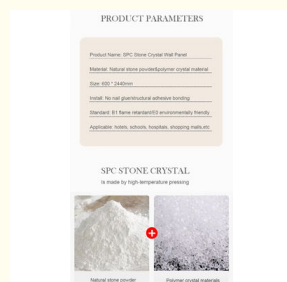 PRODUCT PARAMETERS
Product Name: SPC Stone Crystal Wall Panel
Material: Natural stone powder&polymer crystal material
Size: 600 * 2440mm
Install: No nail glue/structural adhesive bonding
Standard: B1 flame retardant/E0 environmentally friendly
Applicable: hotels, schools, hospitals, shopping malls,etc
SPC STONE CRYSTAL
is made by high-temperature pressing
Natural stone powder
Polymer crystal materials